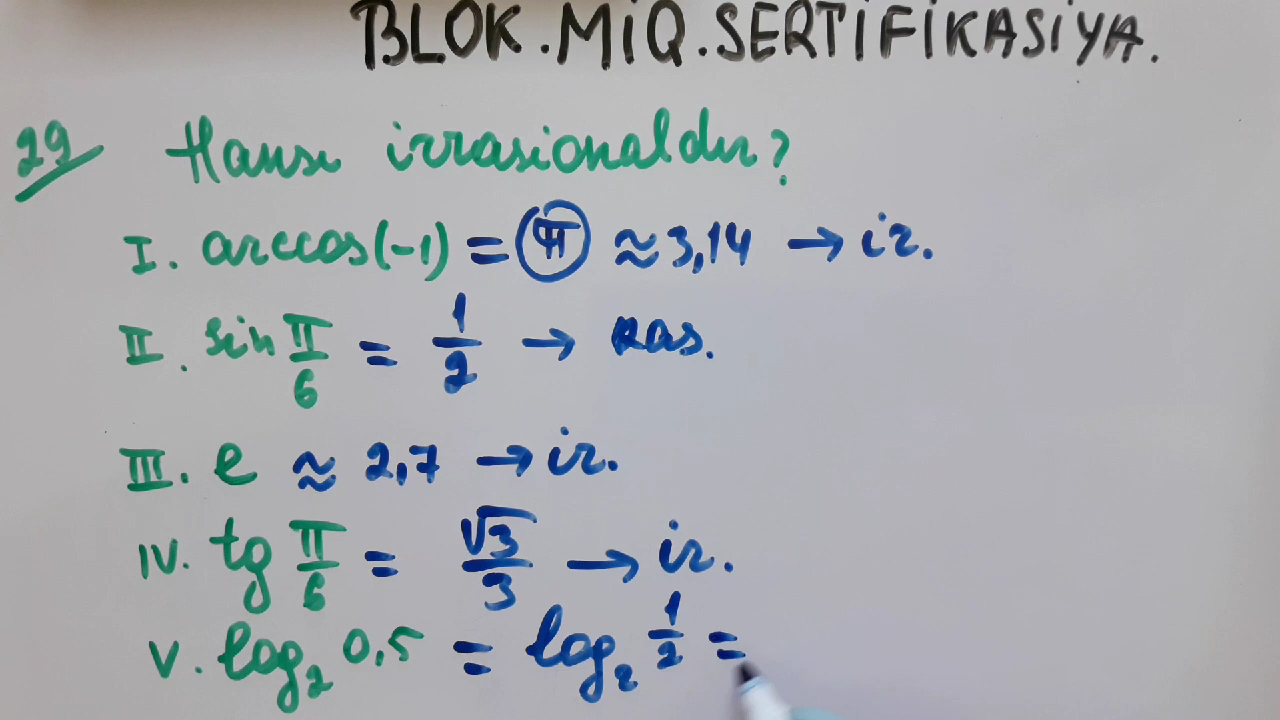 BLOK.MİQ.SERTİFİKASİYA.
29 Hansı irrasionaldır?
I. arccos(-1) = π ≈ 3,14 → ir.
II. sin π/6 = 1/2 → Ras.
III. e ≈ 2,7 → ir.
IV. tg π/6 = √3/3 → ir.
V. log₂ 0,5 = log₂ 1/2 =